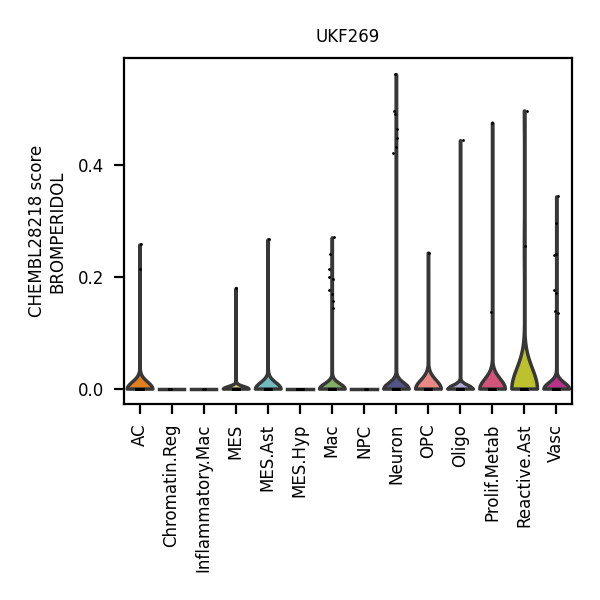 UKF269
CHEMBL28218 score
BROMPERIDOL
0.4
0.2
0.0
AC
Chromatin.Reg
Inflammatory.Mac
MES
MES.Ast
MES.Hyp
Mac
NPC
Neuron
OPC
Oligo
Prolif.Metab
Reactive.Ast
Vasc